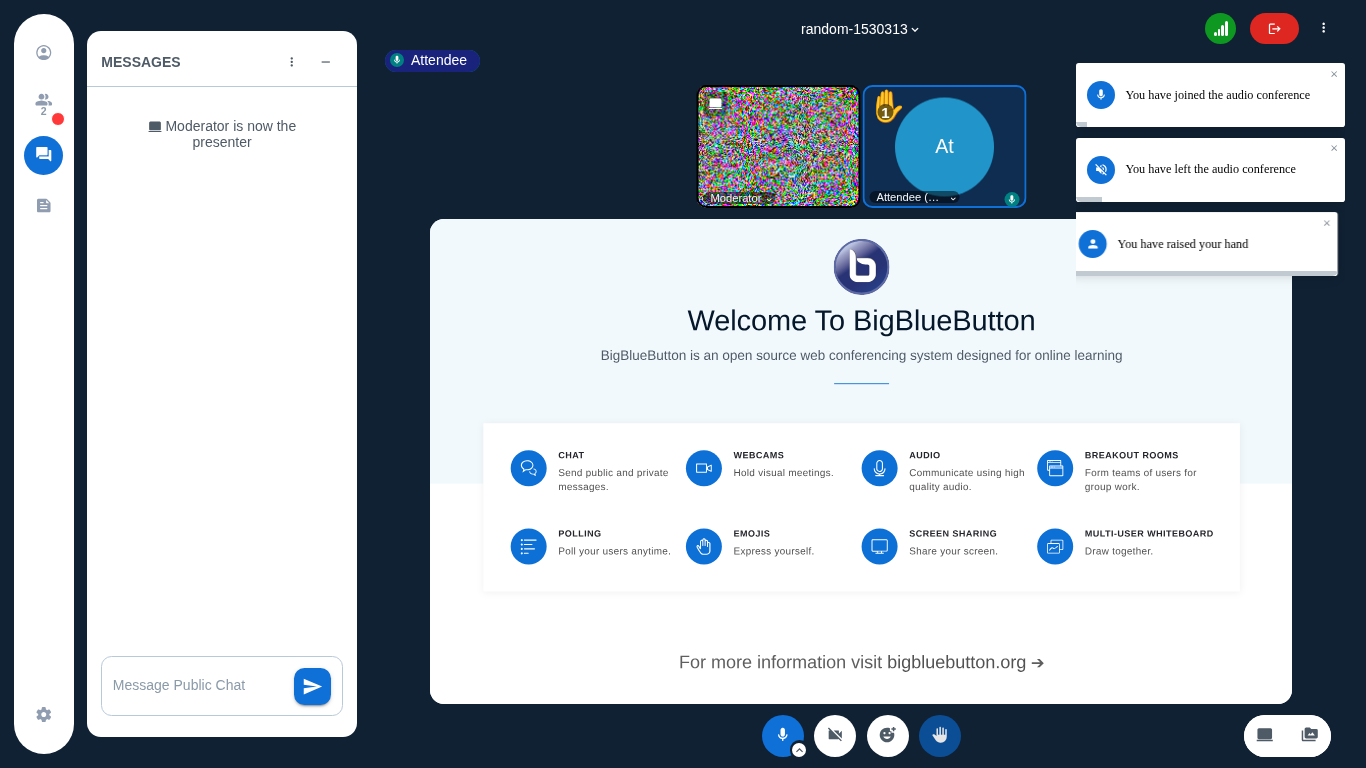 random-1530313
MESSAGES
2
Moderator is now the
presenter
Message Public Chat
Attendee
1
At
Moderator
Attendee (...
You have joined the audio conference
You have left the audio conference
You have raised your hand
Welcome To BigBlueButton
BigBlueButton is an open source web conferencing system designed for online learning
CHAT
Send public and private
messages.
WEBCAMS
Hold visual meetings.
AUDIO
Communicate using high
quality audio.
BREAKOUT ROOMS
Form teams of users for
group work.
POLLING
Poll your users anytime.
EMOJIS
Express yourself.
SCREEN SHARING
Share your screen.
MULTI-USER WHITEBOARD
Draw together.
For more information visit bigbluebutton.org ➔